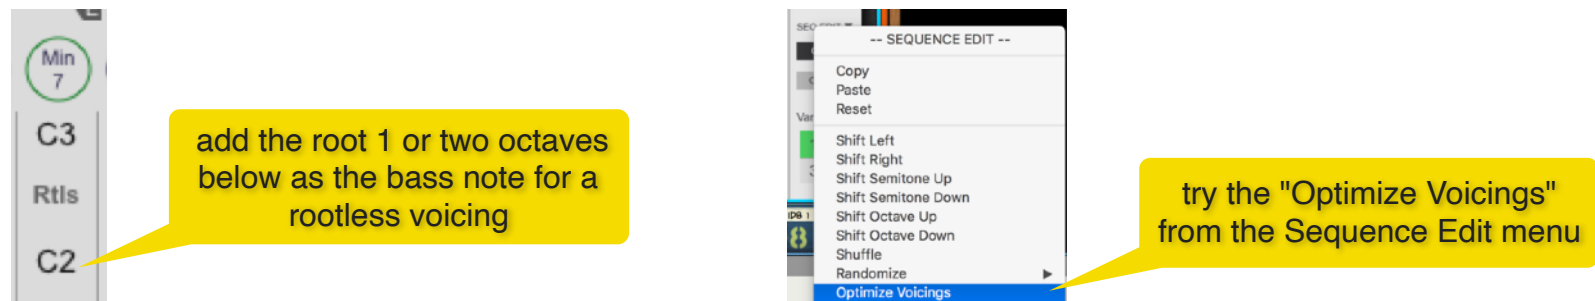 Min
7
C3
Rtls
C2
add the root 1 or two octaves
below as the bass note for a
rootless voicing
-- SEQUENCE EDIT --
Copy
Paste
Reset
Var
Shift Left
Shift Right
Shift Semitone Up
Shift Semitone Down
Shift Octave Up
Shift Octave Down
Shuffle
Randomize
Optimize Voicings
8
try the "Optimize Voicings"
from the Sequence Edit menu